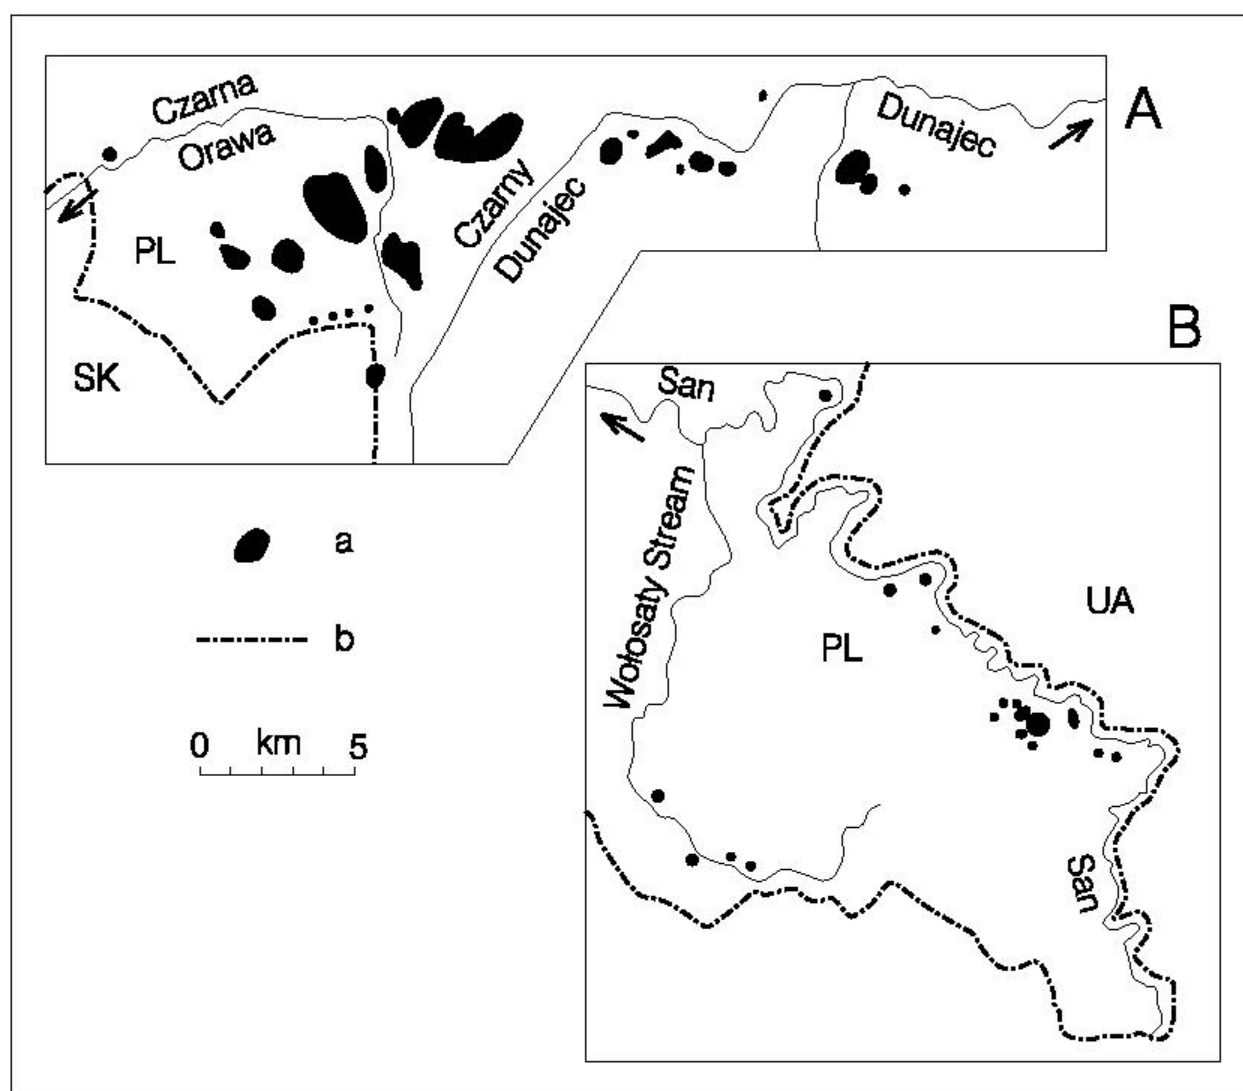 Czarna
Orawa
Czarny
Dunajec
Dunajec
A
PL
SK
B
San
Wołosaty Stream
UA
PL
San
a
b
0 km 5